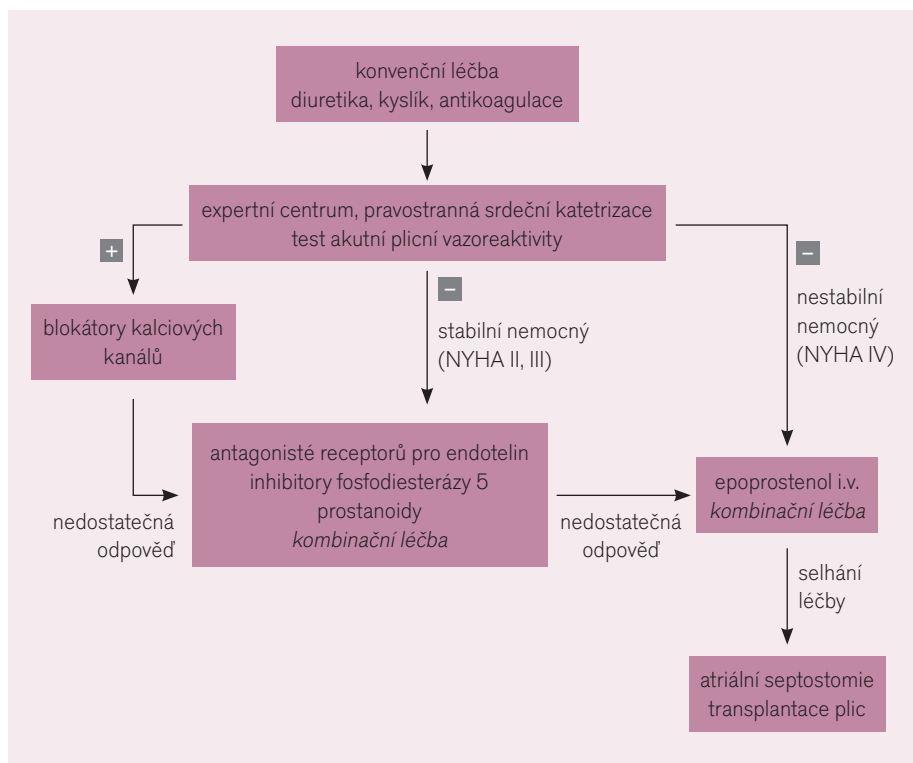 konvenční léčba
diuretika, kyslík, antikoagulace
expertní centrum, pravostranná srdeční katetrizace
test akutní plicní vazoreaktivity
+
blokátory kalciových
kanálů
−
stabilní nemocný
(NYHA II, III)
−
nestabilní
nemocný
(NYHA IV)
nedostatečná
odpověď
antagonisté receptorů pro endotelin
inhibitory fosfodiesterázy 5
prostanoidy
kombinační léčba
nedostatečná
odpověď
epoprostenol i.v.
kombinační léčba
selhání
léčby
atriální septostomie
transplantace plic